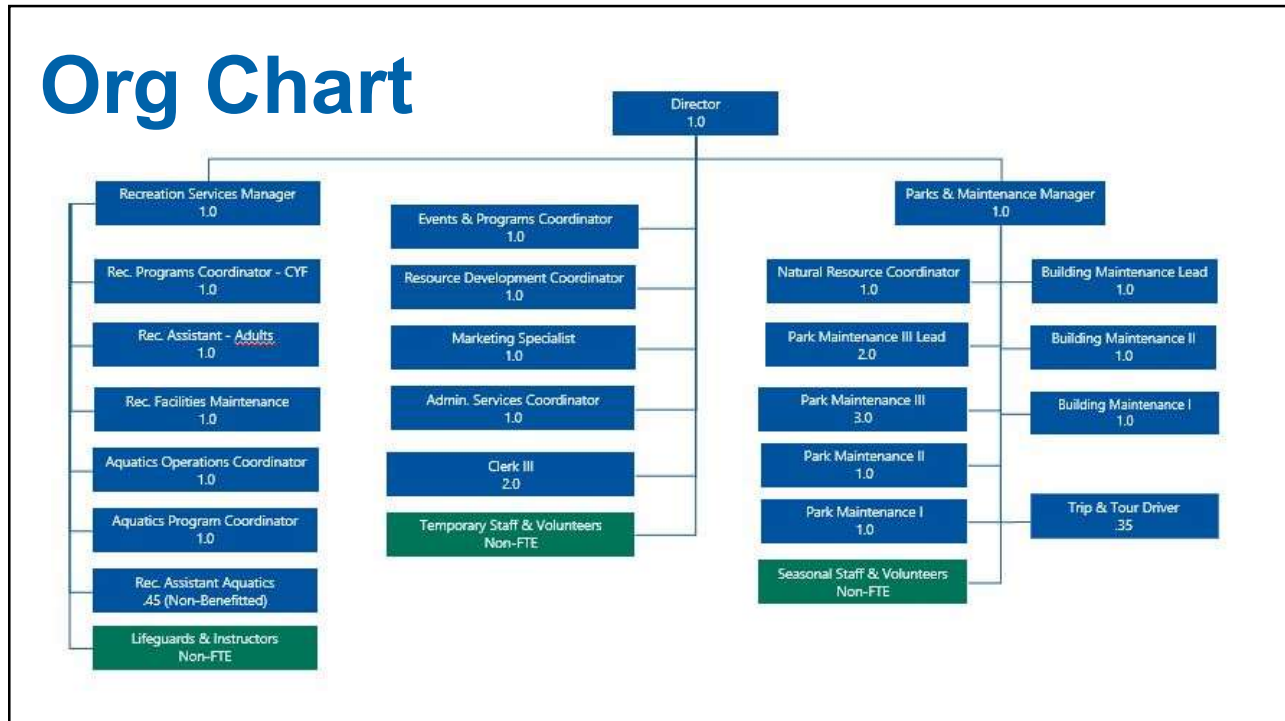 Org Chart
Director
1.0
Recreation Services Manager
1.0
Rec. Programs Coordinator - CYF
1.0
Rec. Assistant - Adults
1.0
Rec. Facilities Maintenance
1.0
Aquatics Operations Coordinator
1.0
Aquatics Program Coordinator
1.0
Rec. Assistant Aquatics
.45 (Non-Benefitted)
Lifeguards & Instructors
Non-FTE
Events & Programs Coordinator
1.0
Resource Development Coordinator
1.0
Marketing Specialist
1.0
Admin. Services Coordinator
1.0
Clerk III
2.0
Temporary Staff & Volunteers
Non-FTE
Parks & Maintenance Manager
1.0
Natural Resource Coordinator
1.0
Park Maintenance III Lead
2.0
Park Maintenance III
3.0
Park Maintenance II
1.0
Park Maintenance I
1.0
Seasonal Staff & Volunteers
Non-FTE
Building Maintenance Lead
1.0
Building Maintenance II
1.0
Building Maintenance I
1.0
Trip & Tour Driver
.35